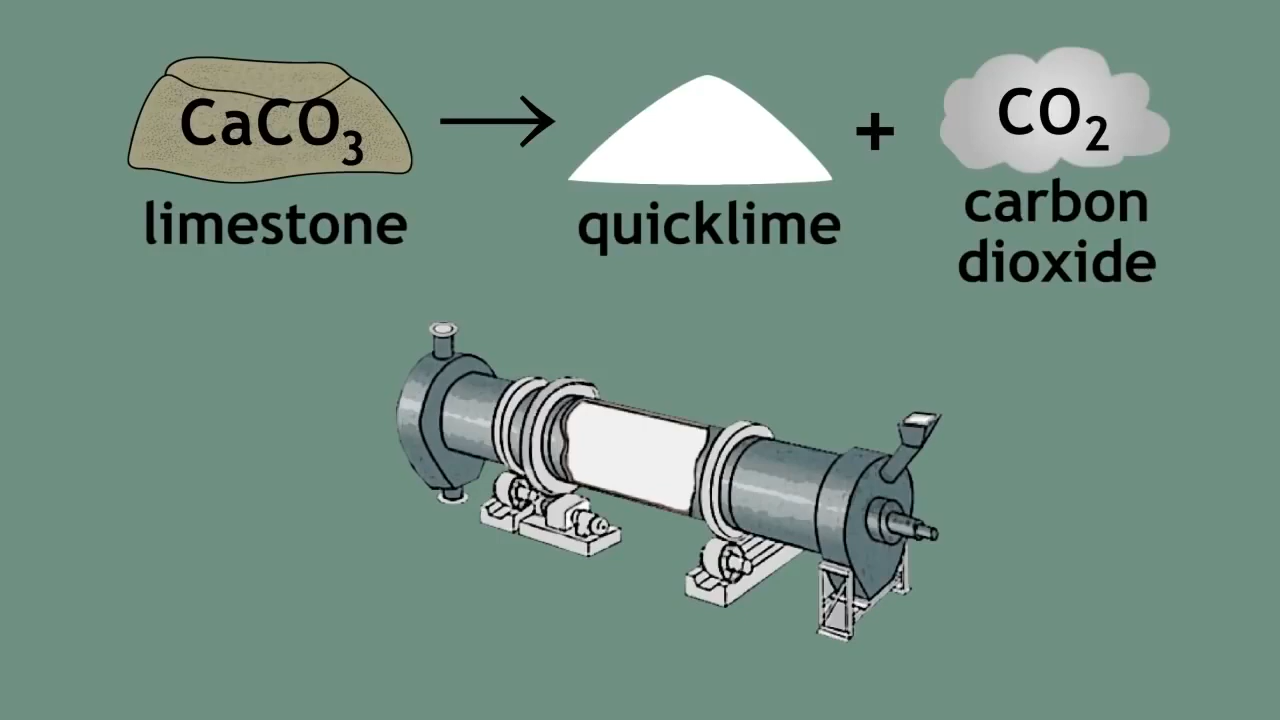 CaCO₃ → + CO₂
limestone quicklime carbon
dioxide